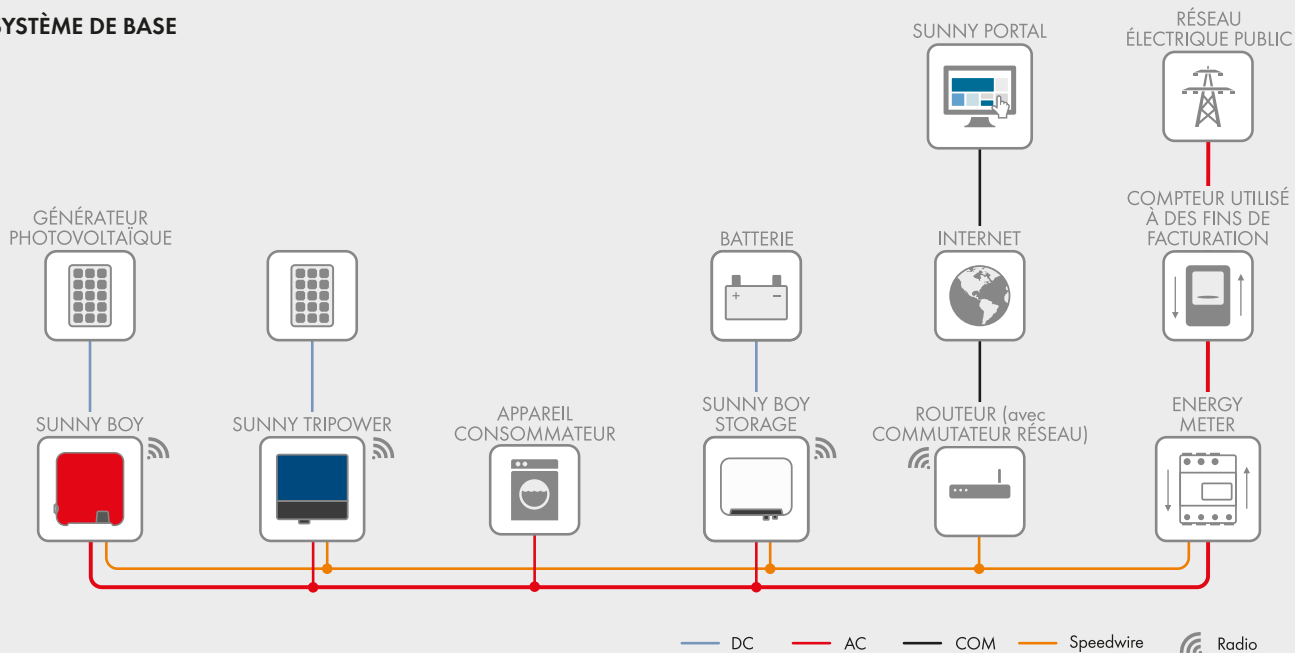 SYSTÈME DE BASE
SUNNY PORTAL
RÉSEAU
ÉLECTRIQUE PUBLIC
GÉNÉRATEUR
PHOTOVOLTAÏQUE
BATTERIE
+ −
INTERNET
COMPTEUR UTILISÉ
À DES FINS DE
FACTURATION
SUNNY BOY
SUNNY TRIPOWER
APPAREIL
CONSOMMATEUR
SUNNY BOY
STORAGE
ROUTEUR (avec
COMMUTATEUR RÉSEAU)
ENERGY
METER
DC
AC
COM
Speedwire
Radio